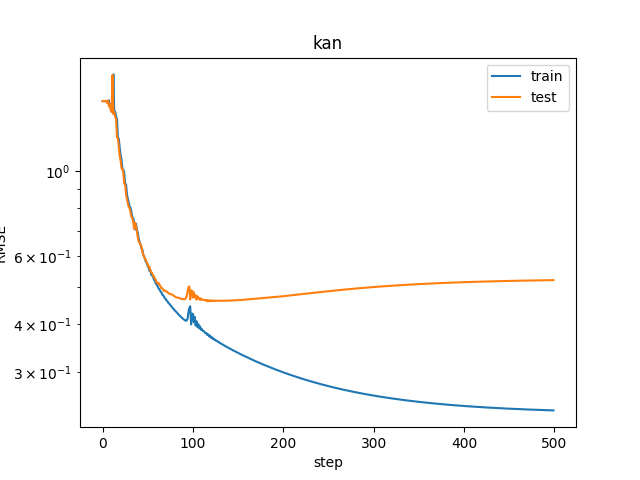 kan
train
test
10⁰
6 × 10⁻¹
4 × 10⁻¹
3 × 10⁻¹
RMSE
0 100 200 300 400 500
step